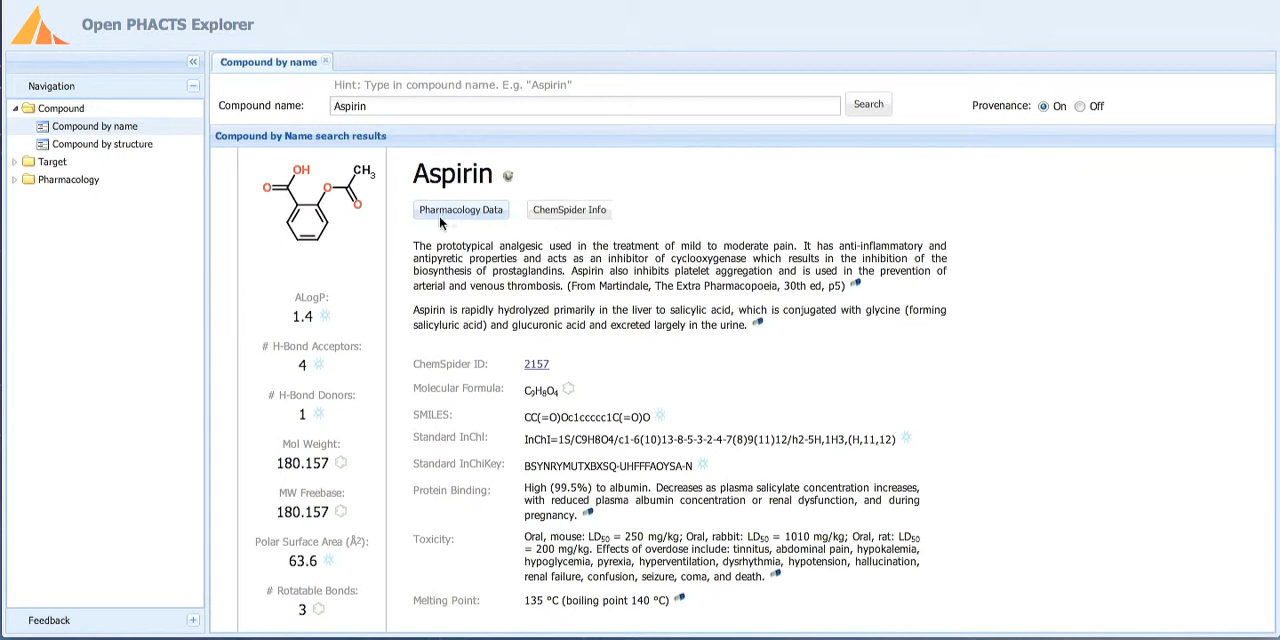 Open PHACTS Explorer
Navigation
Compound
Compound by name
Compound by structure
Target
Pharmacology
Feedback
Compound by name
Hint: Type in compound name. E.g. "Aspirin"
Compound name:
Aspirin
Search
Provenance:
On
Off
Compound by Name search results
OH
O
O
CH3
O
ALogP:
1.4
# H-Bond Acceptors:
4
# H-Bond Donors:
1
Mol Weight:
180.157
MW Freebase:
180.157
Polar Surface Area (Å²):
63.6
# Rotatable Bonds:
3
Aspirin
Pharmacology Data
ChemSpider Info
The prototypical analgesic used in the treatment of mild to moderate pain. It has anti-inflammatory and
antipyretic properties and acts as an inhibitor of cyclooxygenase which results in the inhibition of the
biosynthesis of prostaglandins. Aspirin also inhibits platelet aggregation and is used in the prevention of
arterial and venous thrombosis. (From Martindale, The Extra Pharmacopoeia, 30th ed, p5)
Aspirin is rapidly hydrolyzed primarily in the liver to salicylic acid, which is conjugated with glycine (forming
salicyluric acid) and glucuronic acid and excreted largely in the urine.
ChemSpider ID:
2157
Molecular Formula:
C9H8O4
SMILES:
CC(=O)Oc1ccccc1C(=O)O
Standard InChI:
InChI=1S/C9H8O4/c1-6(10)13-8-5-3-2-4-7(8)9(11)12/h2-5H,1H3,(H,11,12)
Standard InChiKey:
BSYNRYMUTXBXSQ-UHFFFAOYSA-N
Protein Binding:
High (99.5%) to albumin. Decreases as plasma salicylate concentration increases,
with reduced plasma albumin concentration or renal dysfunction, and during
pregnancy.
Toxicity:
Oral, mouse: LD50 = 250 mg/kg; Oral, rabbit: LD50 = 1010 mg/kg; Oral, rat: LD50
= 200 mg/kg. Effects of overdose include: tinnitus, abdominal pain, hypokalemia,
hypoglycemia, pyrexia, hyperventilation, dysrhythmia, hypotension, hallucination,
renal failure, confusion, seizure, coma, and death.
Melting Point:
135 °C (boiling point 140 °C)